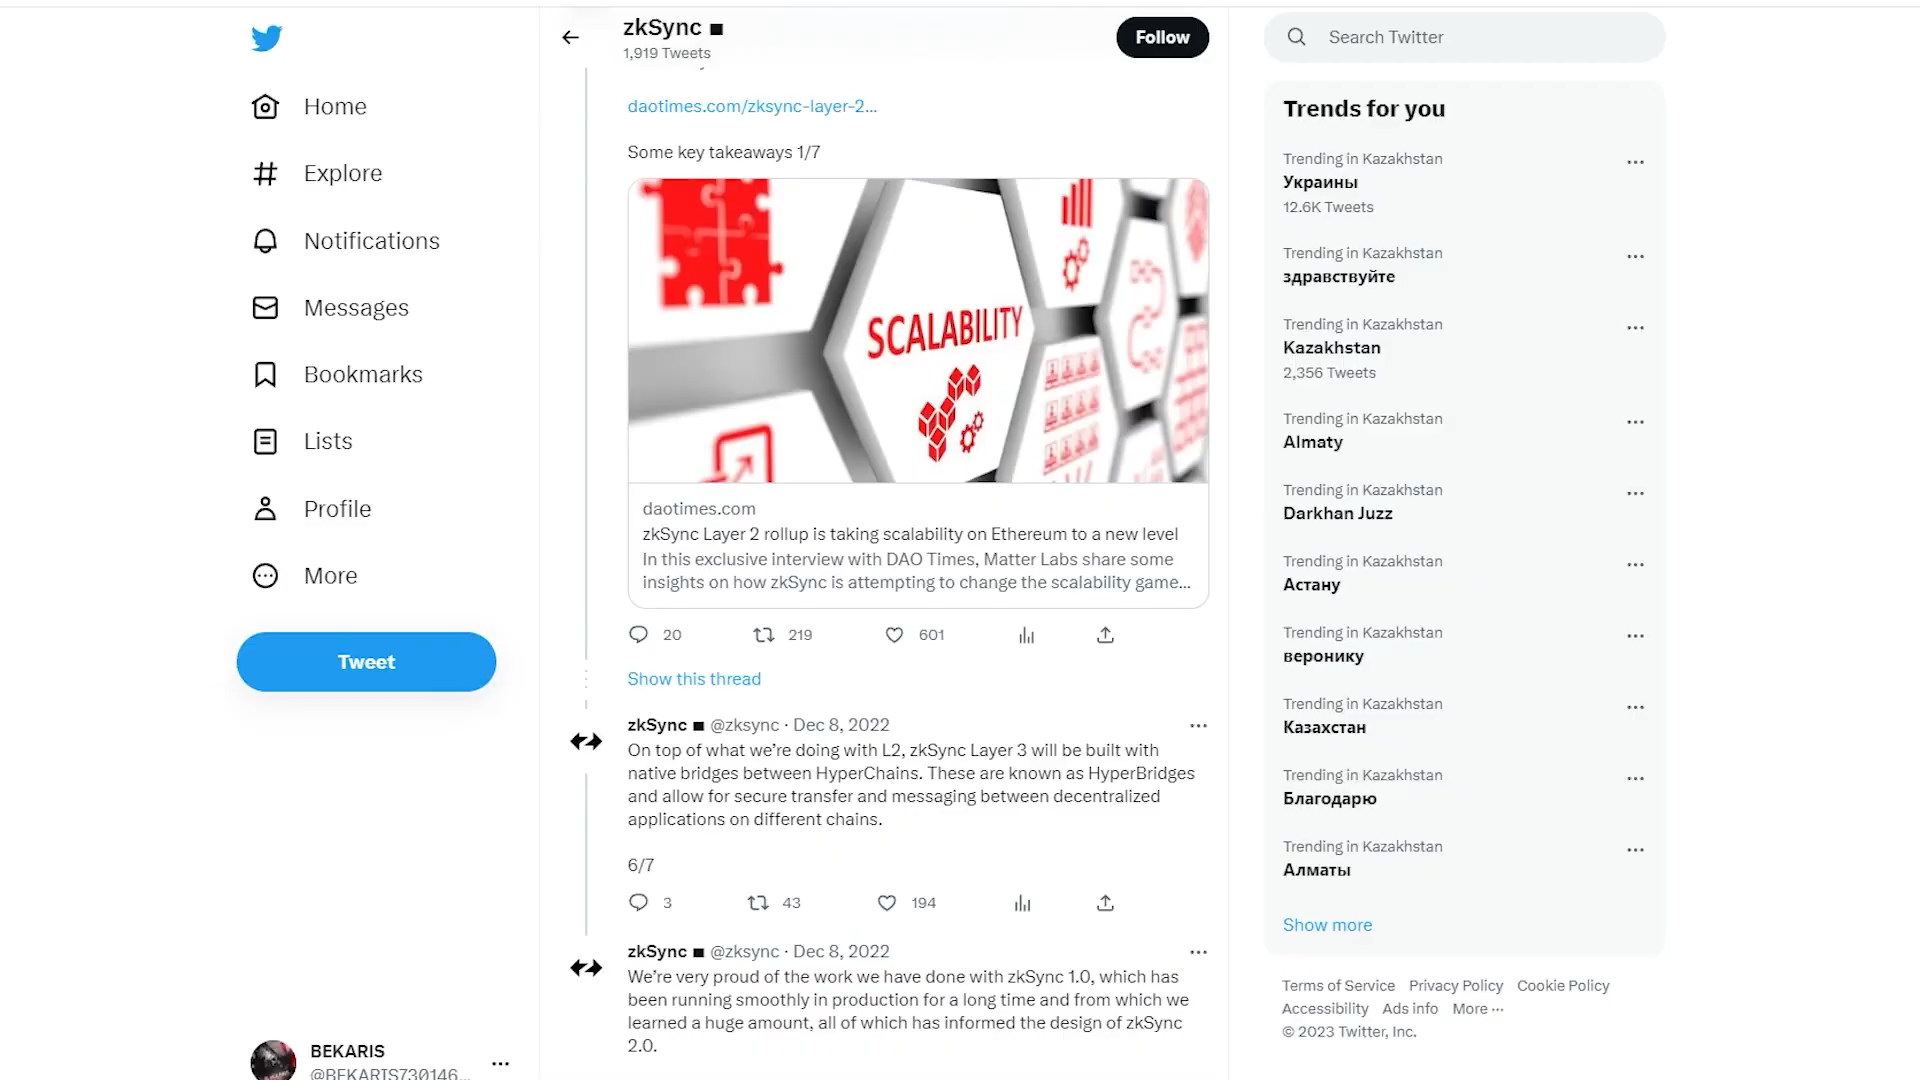 zkSync
1,919 Tweets
Follow
Search Twitter
Home
Explore
Notifications
Messages
Bookmarks
Lists
Profile
More
Tweet
BEKARIS
@BEKARIS730146...
daotimes.com/zksync-layer-2...
Some key takeaways 1/7
SCALABILITY
daotimes.com
zkSync Layer 2 rollup is taking scalability on Ethereum to a new level
In this exclusive interview with DAO Times, Matter Labs share some
insights on how zkSync is attempting to change the scalability game...
20 219 601
Show this thread
zkSync @zksync · Dec 8, 2022
On top of what we’re doing with L2, zkSync Layer 3 will be built with
native bridges between HyperChains. These are known as HyperBridges
and allow for secure transfer and messaging between decentralized
applications on different chains.
6/7
3 43 194
zkSync @zksync · Dec 8, 2022
We’re very proud of the work we have done with zkSync 1.0, which has
been running smoothly in production for a long time and from which we
learned a huge amount, all of which has informed the design of zkSync
2.0.
Trends for you
Trending in Kazakhstan
Украины
12.6K Tweets
Trending in Kazakhstan
здравствуйте
Trending in Kazakhstan
Kazakhstan
2,356 Tweets
Trending in Kazakhstan
Almaty
Trending in Kazakhstan
Darkhan Juzz
Trending in Kazakhstan
Астану
Trending in Kazakhstan
веронику
Trending in Kazakhstan
Казахстан
Trending in Kazakhstan
Благодарю
Trending in Kazakhstan
Алматы
Show more
Terms of Service Privacy Policy Cookie Policy
Accessibility Ads info More ···
© 2023 Twitter, Inc.